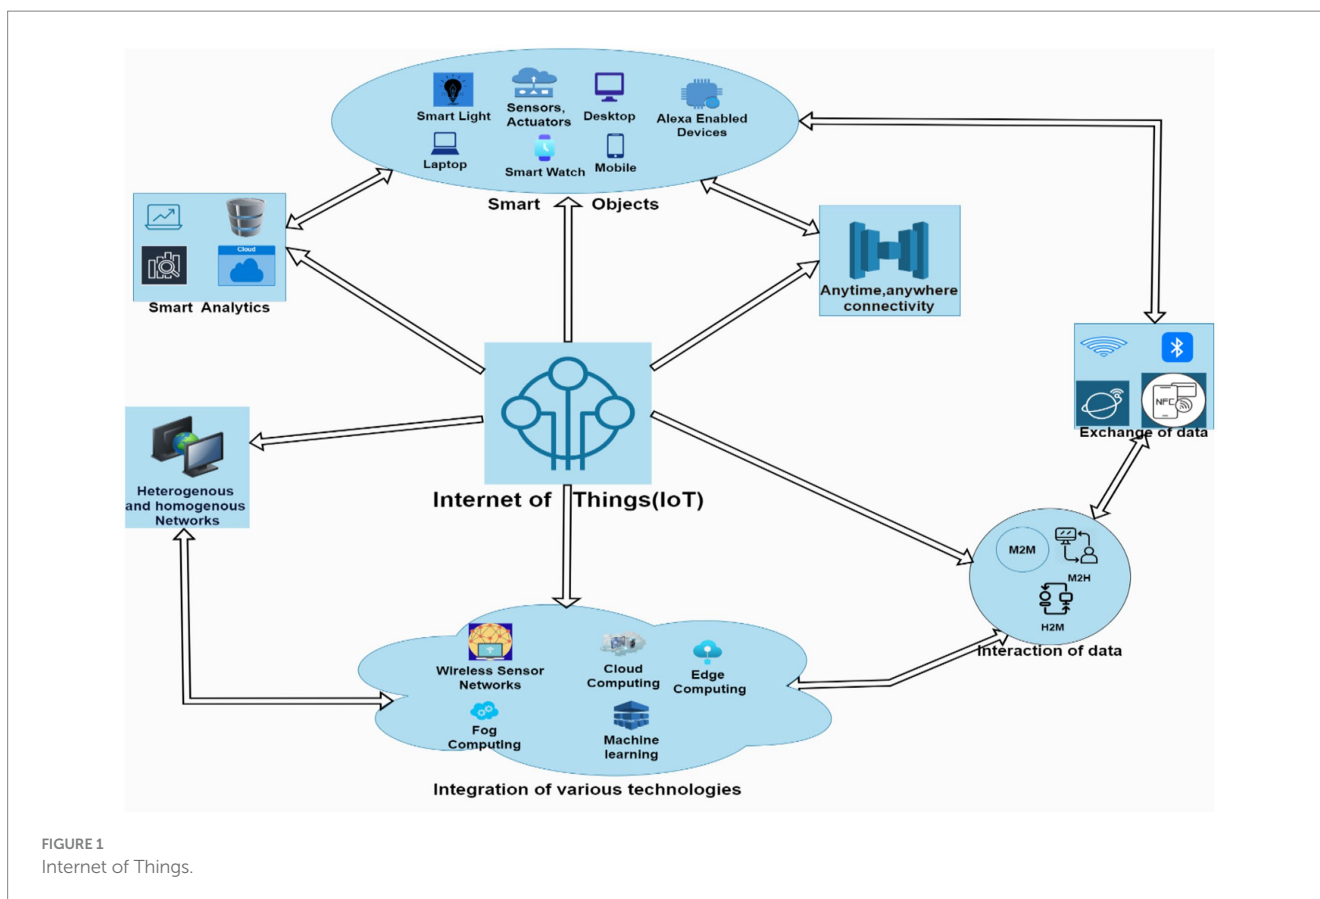 Smart Light
Sensors,
Actuators
Desktop
Alexa Enabled
Devices
Laptop
Smart Watch
Mobile
Smart Objects
Cloud
Smart Analytics
Anytime,anywhere
connectivity
NFC
Exchange of data
Heterogenous
and homogenous
Networks
Internet of Things(IoT)
M2M
M2H
H2M
Interaction of data
Wireless Sensor
Networks
Cloud
Computing
Edge
Computing
Fog
Computing
Machine
learning
Integration of various technologies
FIGURE 1
Internet of Things.